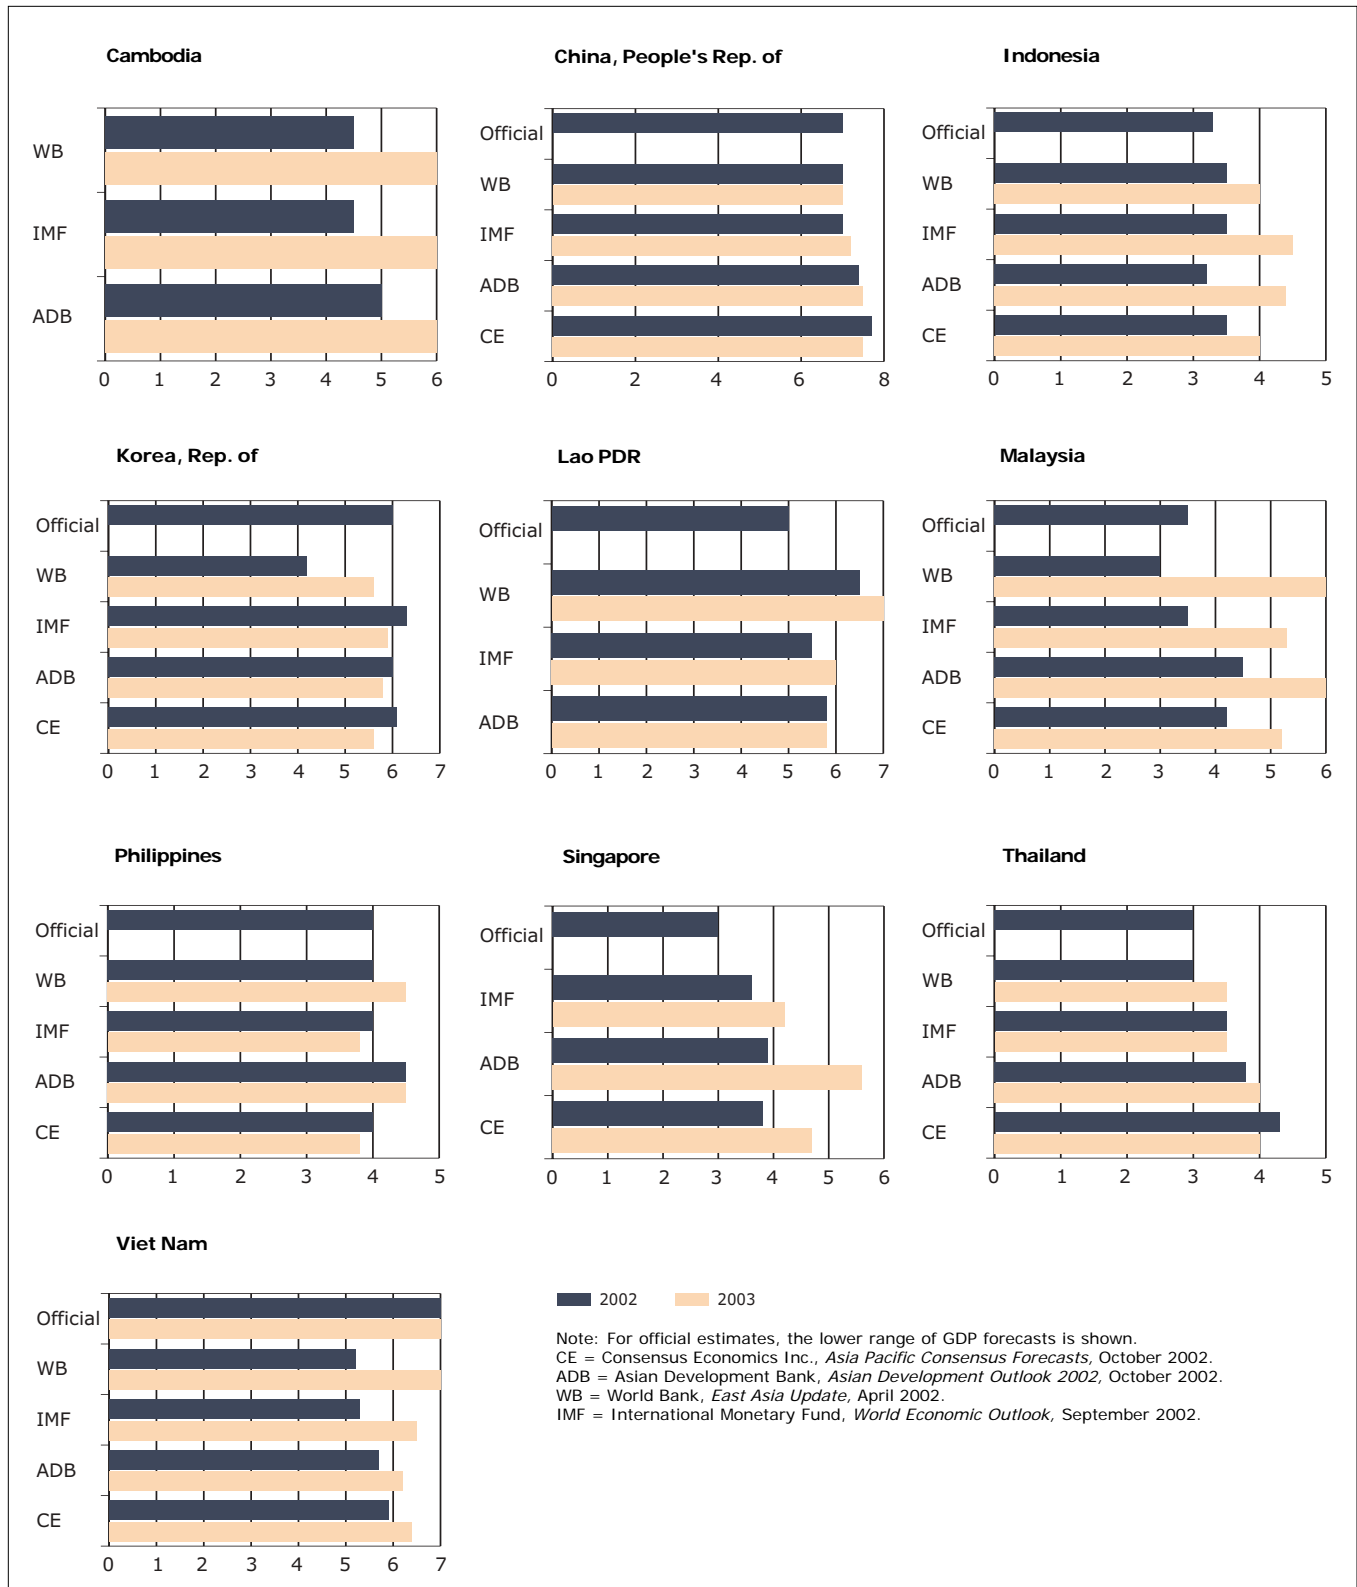 Cambodia
WB
IMF
ADB
0 1 2 3 4 5 6
China, People's Rep. of
Official
WB
IMF
ADB
CE
0 2 4 6 8
Indonesia
Official
WB
IMF
ADB
CE
0 1 2 3 4 5
Korea, Rep. of
Official
WB
IMF
ADB
CE
0 1 2 3 4 5 6 7
Lao PDR
Official
WB
IMF
ADB
0 1 2 3 4 5 6 7
Malaysia
Official
WB
IMF
ADB
CE
0 1 2 3 4 5 6
Philippines
Official
WB
IMF
ADB
CE
0 1 2 3 4 5
Singapore
Official
IMF
ADB
CE
0 1 2 3 4 5 6
Thailand
Official
WB
IMF
ADB
CE
0 1 2 3 4 5
Viet Nam
Official
WB
IMF
ADB
CE
0 1 2 3 4 5 6 7
2002 2003
Note: For official estimates, the lower range of GDP forecasts is shown.
CE = Consensus Economics Inc., Asia Pacific Consensus Forecasts, October 2002.
ADB = Asian Development Bank, Asian Development Outlook 2002, October 2002.
WB = World Bank, East Asia Update, April 2002.
IMF = International Monetary Fund, World Economic Outlook, September 2002.